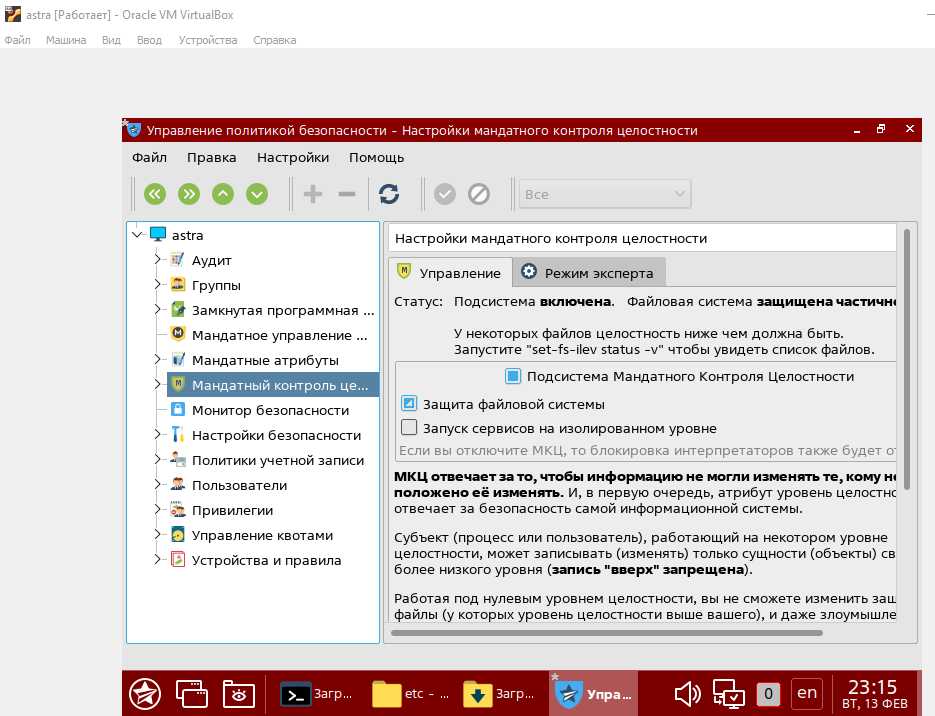 astra [Работает] - Oracle VM VirtualBox
Файл Машина Вид Ввод Устройства Справка
Управление политикой безопасности - Настройки мандатного контроля целостности
Файл Правка Настройки Помощь
Все
astra
Аудит
Группы
Замкнутая программная ...
Мандатное управление ...
Мандатные атрибуты
Мандатный контроль це...
Монитор безопасности
Настройки безопасности
Политики учетной записи
Пользователи
Привилегии
Управление квотами
Устройства и правила
Настройки мандатного контроля целостности
Управление Режим эксперта
Статус: Подсистема включена. Файловая система защищена частично
У некоторых файлов целостность ниже чем должна быть.
Запустите "set-fs-ilev status -v" чтобы увидеть список файлов.
Подсистема Мандатного Контроля Целостности
Защита файловой системы
Запуск сервисов на изолированном уровне
Если вы отключите МКЦ, то блокировка интерпретаторов также будет от
МКЦ отвечает за то, чтобы информацию не могли изменять те, кому не
положено её изменять. И, в первую очередь, атрибут уровень целостно
отвечает за безопасность самой информационной системы.
Субъект (процесс или пользователь), работающий на некотором уровне
целостности, может записывать (изменять) только сущности (объекты) св
более низкого уровня (запись "вверх" запрещена).
Работая под нулевым уровнем целостности, вы не сможете изменить защ
файлы (у которых уровень целостности выше вашего), и даже злоумышле
Загр... etc - ... Загр... Упра... 0 en 23:15
ВТ, 13 ФЕВ